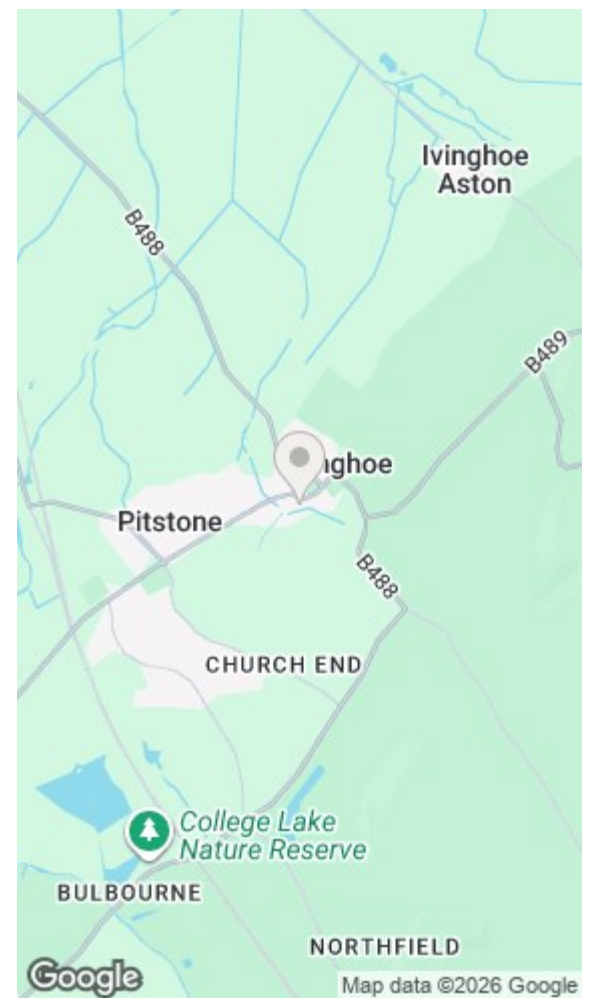 Ivinghoe
Aston
B488
B489
nghoe
Pitstone
B488
CHURCH END
College Lake
Nature Reserve
BULBOURNE
NORTHFIELD
Google
Map data ©2026 Google